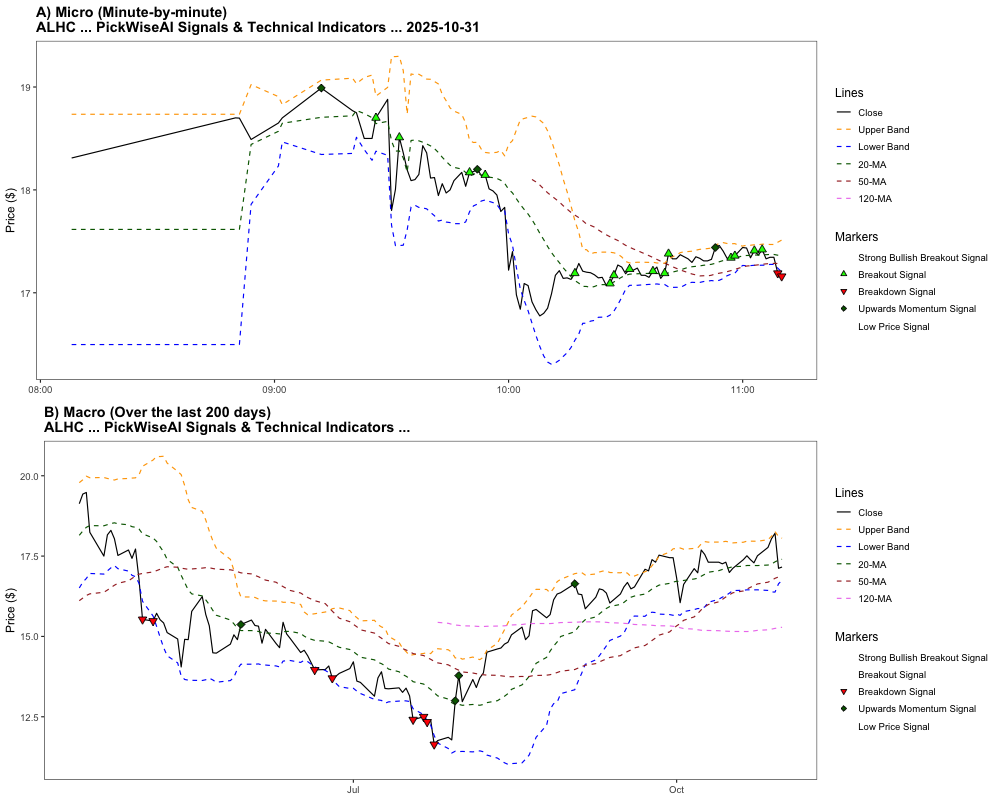 A) Micro (Minute-by-minute)
ALHC ... PickWiseAI Signals & Technical Indicators ... 2025-10-31
Price ($)
19
18
17
08:00
09:00
10:00
11:00
Lines
Close
Upper Band
Lower Band
20-MA
50-MA
120-MA
Markers
Strong Bullish Breakout Signal
Breakout Signal
Breakdown Signal
Upwards Momentum Signal
Low Price Signal
B) Macro (Over the last 200 days)
ALHC ... PickWiseAI Signals & Technical Indicators ...
Price ($)
20.0
17.5
15.0
12.5
Jul
Oct
Lines
Close
Upper Band
Lower Band
20-MA
50-MA
120-MA
Markers
Strong Bullish Breakout Signal
Breakout Signal
Breakdown Signal
Upwards Momentum Signal
Low Price Signal